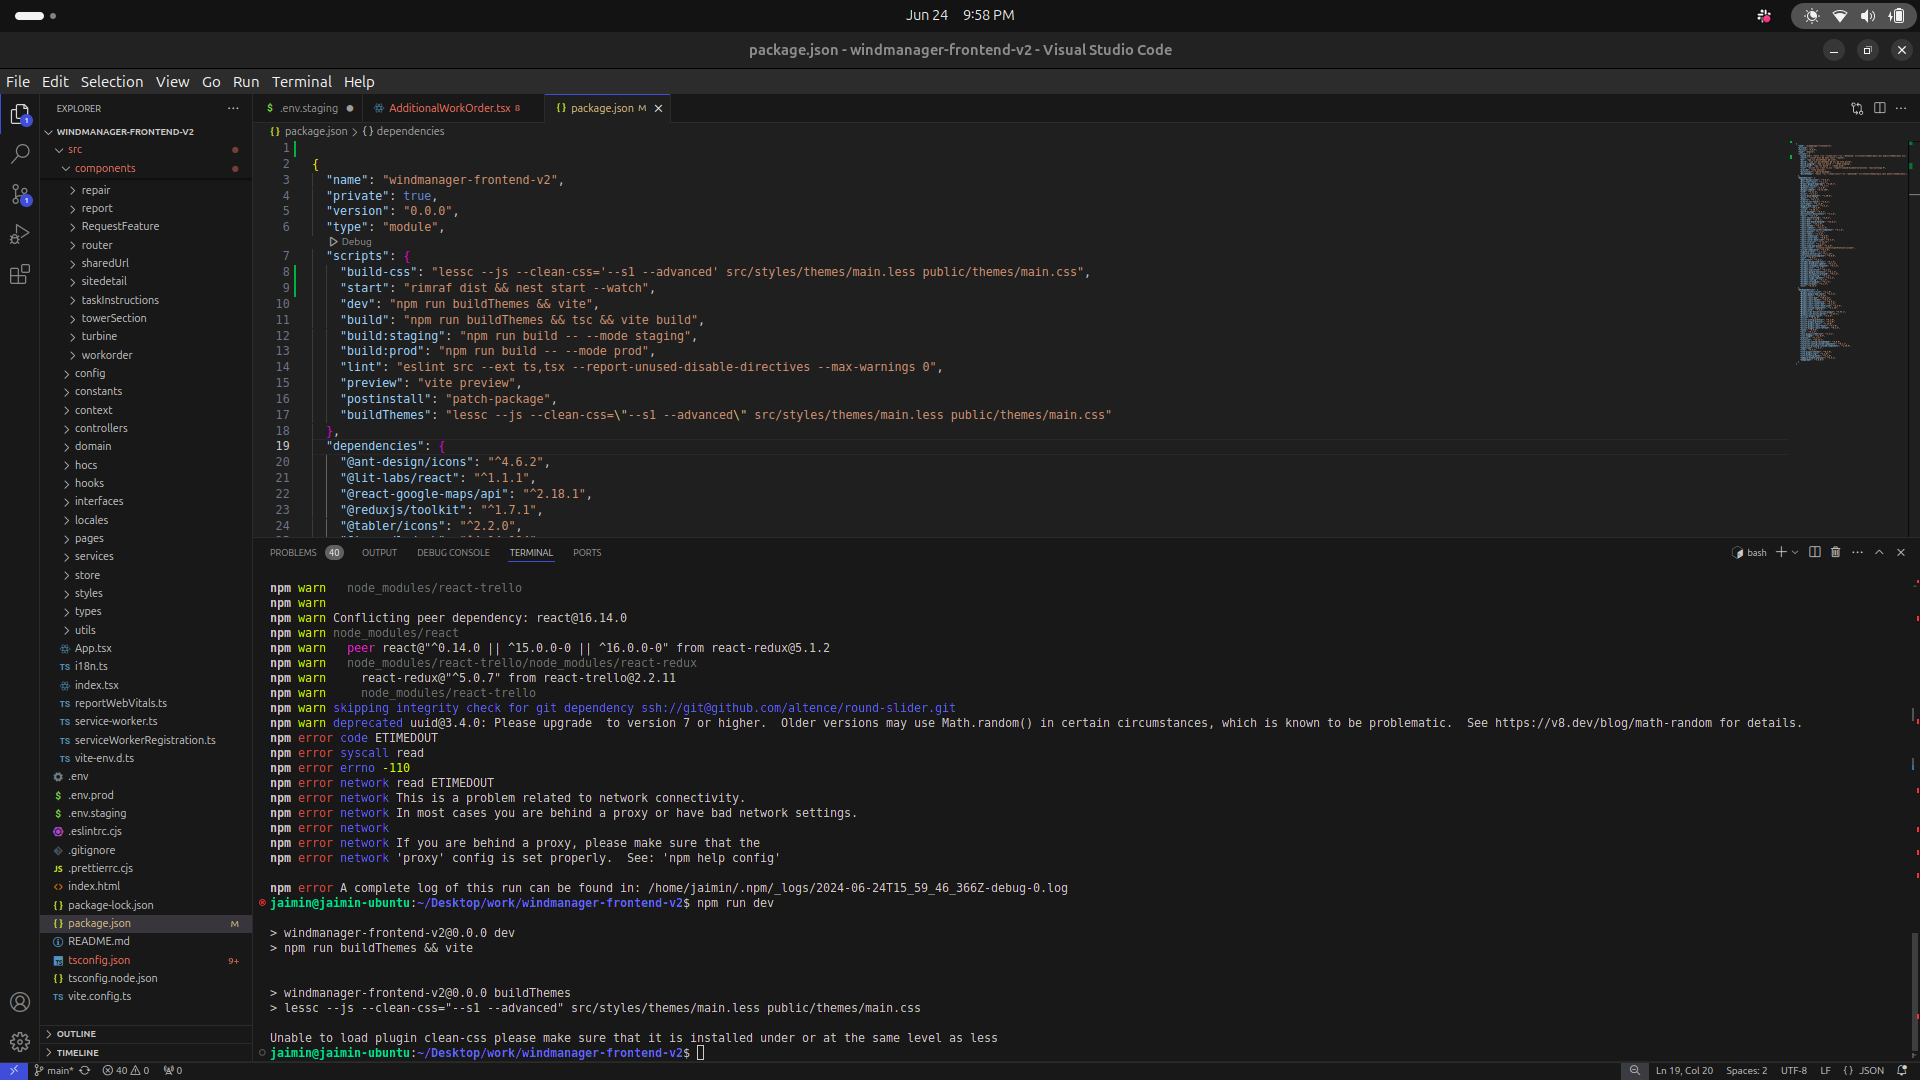 Jun 24 9:58 PM
package.json - windmanager-frontend-v2 - Visual Studio Code
File Edit Selection View Go Run Terminal Help
EXPLORER
WINDMANAGER-FRONTEND-V2
src
components
repair
report
RequestFeature
router
sharedUrl
sitedetail
taskInstructions
towerSection
turbine
workorder
config
constants
context
controllers
domain
hocs
hooks
interfaces
locales
pages
services
store
styles
types
utils
App.tsx
TS i18n.ts
index.tsx
TS reportWebVitals.ts
TS service-worker.ts
TS serviceWorkerRegistration.ts
TS vite-env.d.ts
.env
$ .env.prod
$ .env.staging
.eslintrc.cjs
.gitignore
JS .prettierrc.cjs
<> index.html
{} package-lock.json
{} package.json M
README.md
tsconfig.json 9+
{} tsconfig.node.json
TS vite.config.ts
OUTLINE
TIMELINE
$ .env.staging
AdditionalWorkOrder.tsx 8
{} package.json M
{} package.json > {} dependencies
1
2 {
3 "name": "windmanager-frontend-v2",
4 "private": true,
5 "version": "0.0.0",
6 "type": "module",
Debug
7 "scripts": {
8 "build-css": "lessc --js --clean-css='--s1 --advanced' src/styles/themes/main.less public/themes/main.css",
9 "start": "rimraf dist && nest start --watch",
10 "dev": "npm run buildThemes && vite",
11 "build": "npm run buildThemes && tsc && vite build",
12 "build:staging": "npm run build -- --mode staging",
13 "build:prod": "npm run build -- --mode prod",
14 "lint": "eslint src --ext ts,tsx --report-unused-disable-directives --max-warnings 0",
15 "preview": "vite preview",
16 "postinstall": "patch-package",
17 "buildThemes": "lessc --js --clean-css=\"--s1 --advanced\" src/styles/themes/main.less public/themes/main.css"
18 },
19 "dependencies": {
20 "@ant-design/icons": "^4.6.2",
21 "@lit-labs/react": "^1.1.1",
22 "@react-google-maps/api": "^2.18.1",
23 "@reduxjs/toolkit": "^1.7.1",
24 "@tabler/icons": "^2.2.0",
PROBLEMS 40 OUTPUT DEBUG CONSOLE TERMINAL PORTS
bash
npm warn node_modules/react-trello
npm warn
npm warn Conflicting peer dependency: react@16.14.0
npm warn node_modules/react
npm warn peer react@"^0.14.0 || ^15.0.0-0 || ^16.0.0-0" from react-redux@5.1.2
npm warn node_modules/react-trello/node_modules/react-redux
npm warn react-redux@"^5.0.7" from react-trello@2.2.11
npm warn node_modules/react-trello
npm warn skipping integrity check for git dependency ssh://git@github.com/altence/round-slider.git
npm warn deprecated uuid@3.4.0: Please upgrade to version 7 or higher. Older versions may use Math.random() in certain circumstances, which is known to be problematic. See https://v8.dev/blog/math-random for details.
npm error code ETIMEDOUT
npm error syscall read
npm error errno -110
npm error network read ETIMEDOUT
npm error network This is a problem related to network connectivity.
npm error network In most cases you are behind a proxy or have bad network settings.
npm error network
npm error network If you are behind a proxy, please make sure that the
npm error network 'proxy' config is set properly. See: 'npm help config'
npm error A complete log of this run can be found in: /home/jaimin/.npm/_logs/2024-06-24T15_59_46_366Z-debug-0.log
jaimin@jaimin-ubuntu:~/Desktop/work/windmanager-frontend-v2$ npm run dev
> windmanager-frontend-v2@0.0.0 dev
> npm run buildThemes && vite
> windmanager-frontend-v2@0.0.0 buildThemes
> lessc --js --clean-css="--s1 --advanced" src/styles/themes/main.less public/themes/main.css
Unable to load plugin clean-css please make sure that it is installed under or at the same level as less
jaimin@jaimin-ubuntu:~/Desktop/work/windmanager-frontend-v2$
main* 40 0 0
Ln 19, Col 20 Spaces: 2 UTF-8 LF {} JSON